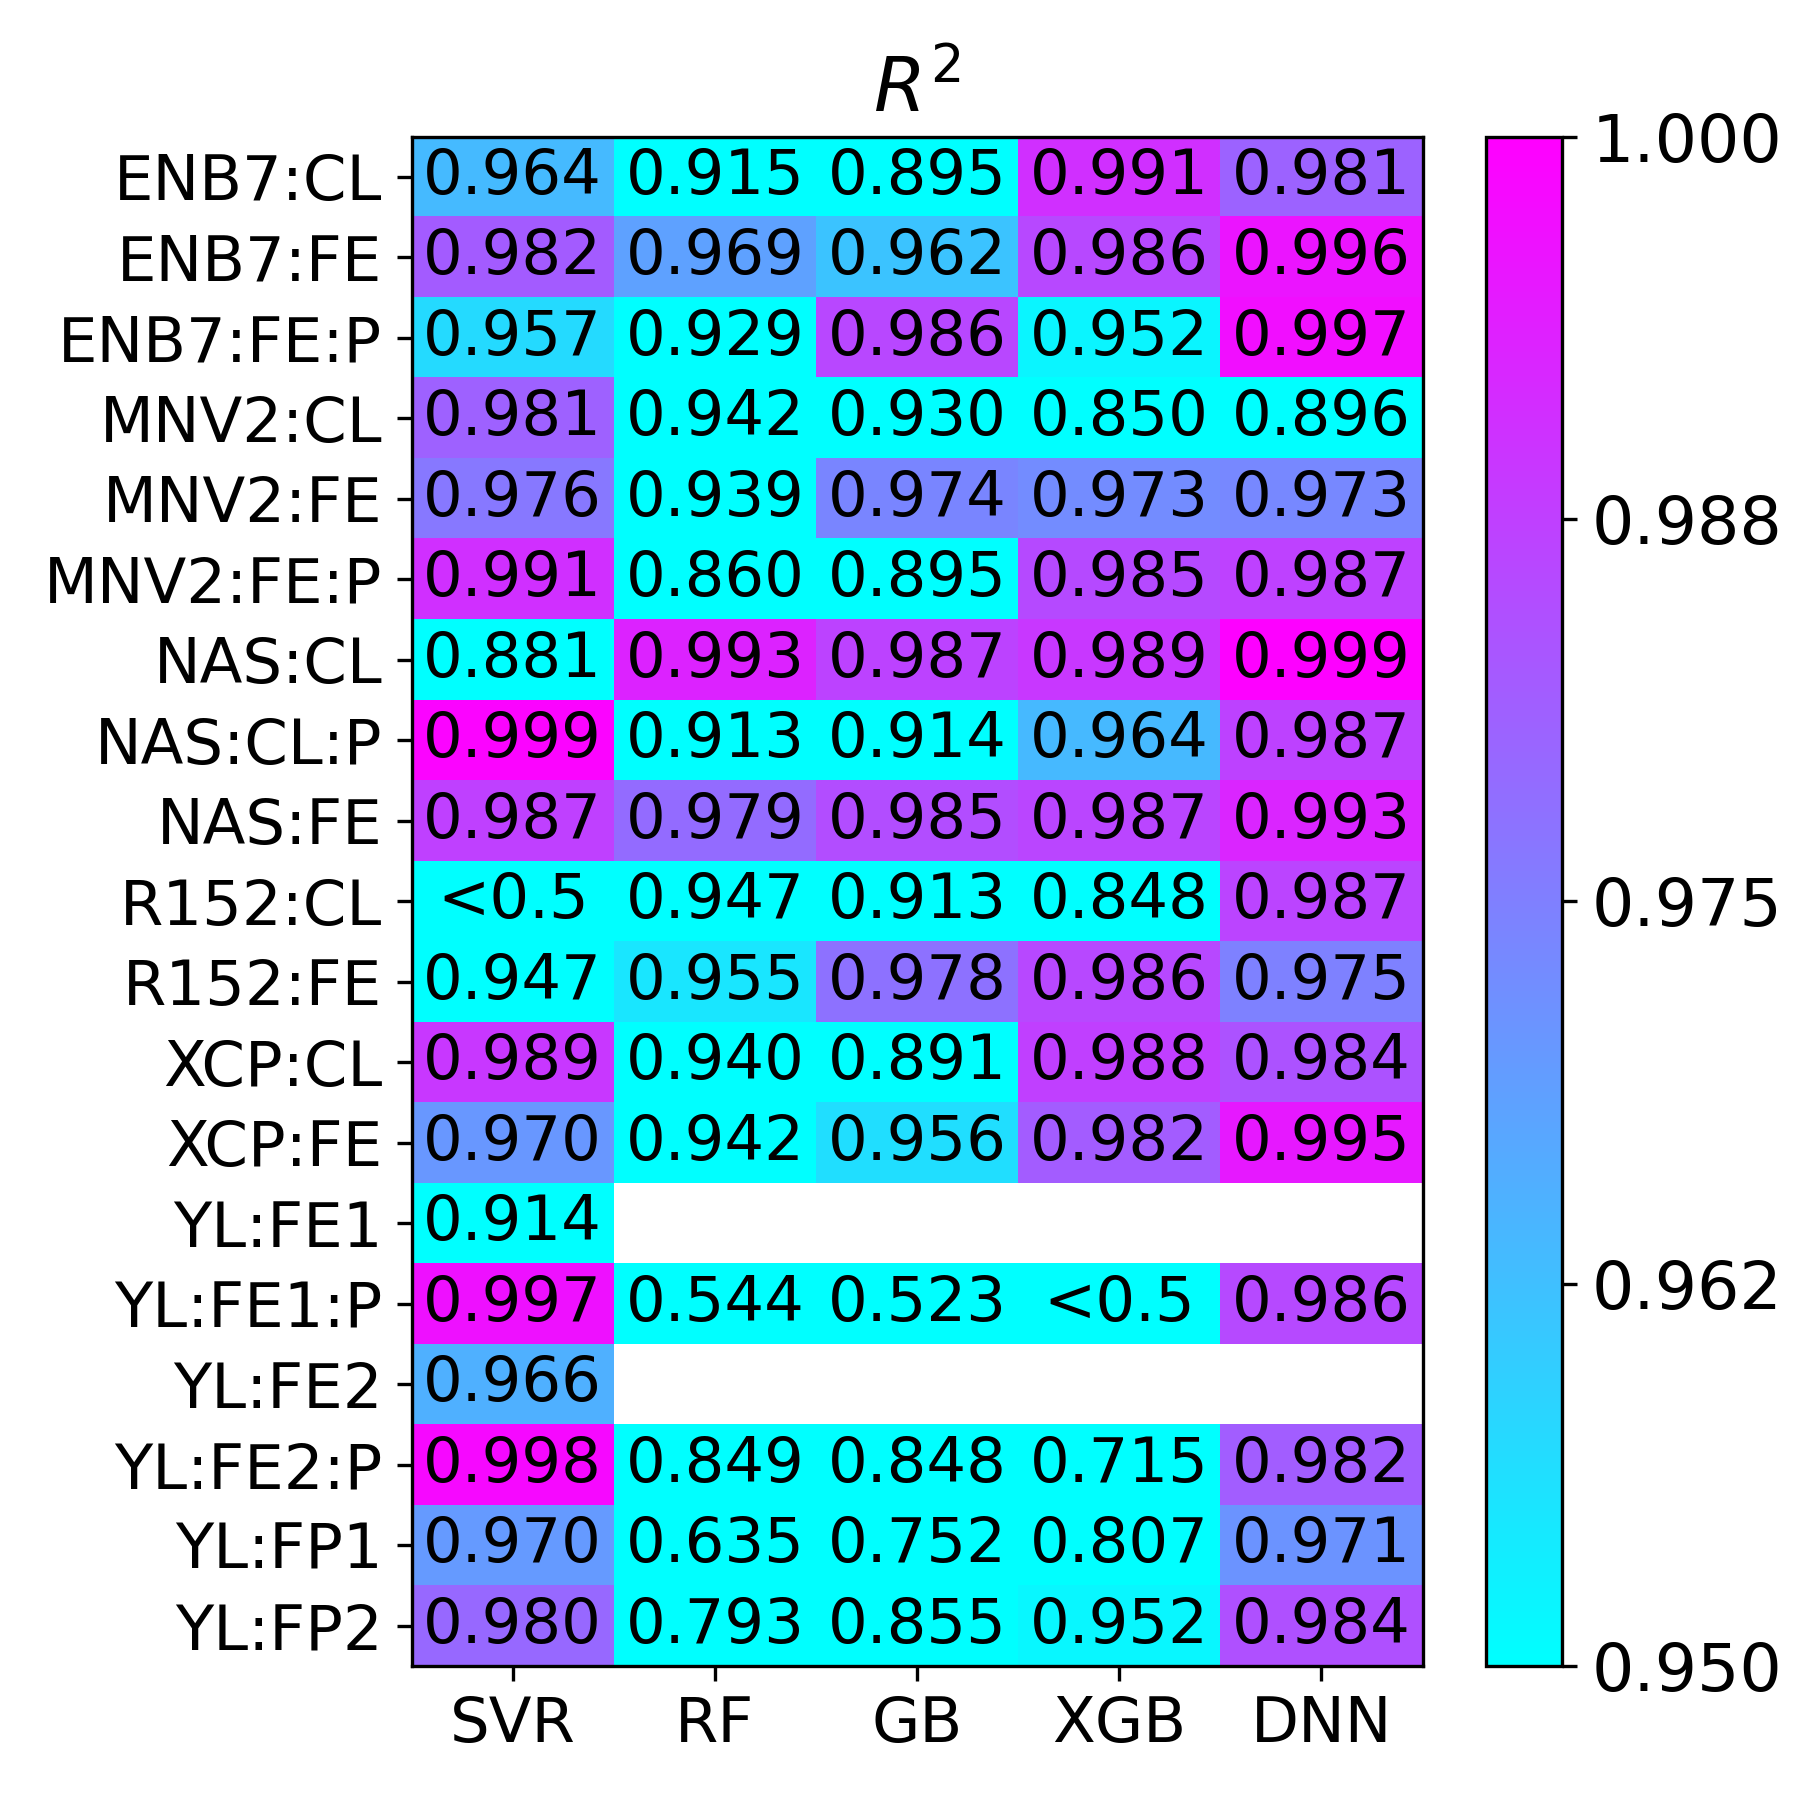 R²
ENB7:CL 0.964 0.915 0.895 0.991 0.981
ENB7:FE 0.982 0.969 0.962 0.986 0.996
ENB7:FE:P 0.957 0.929 0.986 0.952 0.997
MNV2:CL 0.981 0.942 0.930 0.850 0.896
MNV2:FE 0.976 0.939 0.974 0.973 0.973
MNV2:FE:P 0.991 0.860 0.895 0.985 0.987
NAS:CL 0.881 0.993 0.987 0.989 0.999
NAS:CL:P 0.999 0.913 0.914 0.964 0.987
NAS:FE 0.987 0.979 0.985 0.987 0.993
R152:CL <0.5 0.947 0.913 0.848 0.987
R152:FE 0.947 0.955 0.978 0.986 0.975
XCP:CL 0.989 0.940 0.891 0.988 0.984
XCP:FE 0.970 0.942 0.956 0.982 0.995
YL:FE1 0.914
YL:FE1:P 0.997 0.544 0.523 <0.5 0.986
YL:FE2 0.966
YL:FE2:P 0.998 0.849 0.848 0.715 0.982
YL:FP1 0.970 0.635 0.752 0.807 0.971
YL:FP2 0.980 0.793 0.855 0.952 0.984
SVR RF GB XGB DNN
1.000
0.988
0.975
0.962
0.950